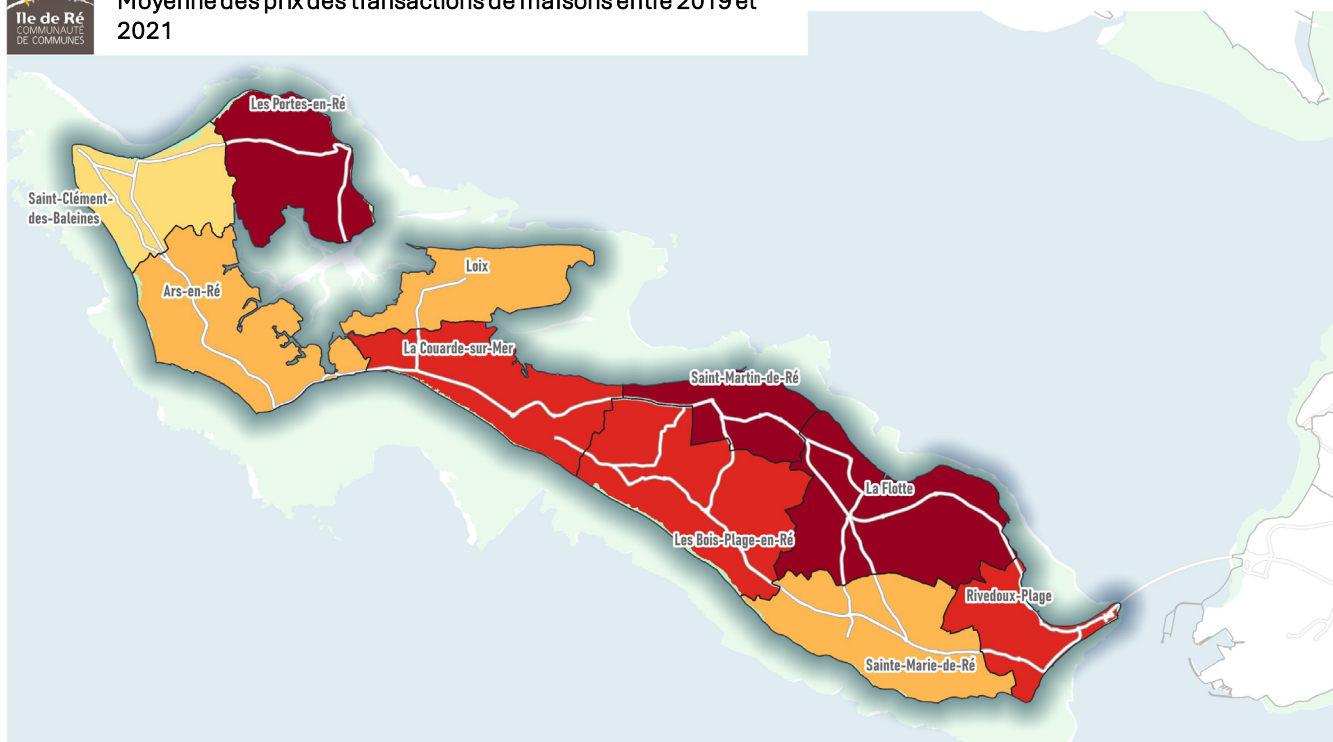 Moyenne des prix des transactions de maisons entre 2019 et
2021
Ile de Ré
COMMUNAUTÉ
DE COMMUNES
Les Portes-en-Ré
Saint-Clément-
des-Baleines
Loix
Ars-en-Ré
La Couarde-sur-Mer
Saint-Martin-de-Ré
La Flotte
Les Bois-Plage-en-Ré
Rivedoux-Plage
Sainte-Marie-de-Ré